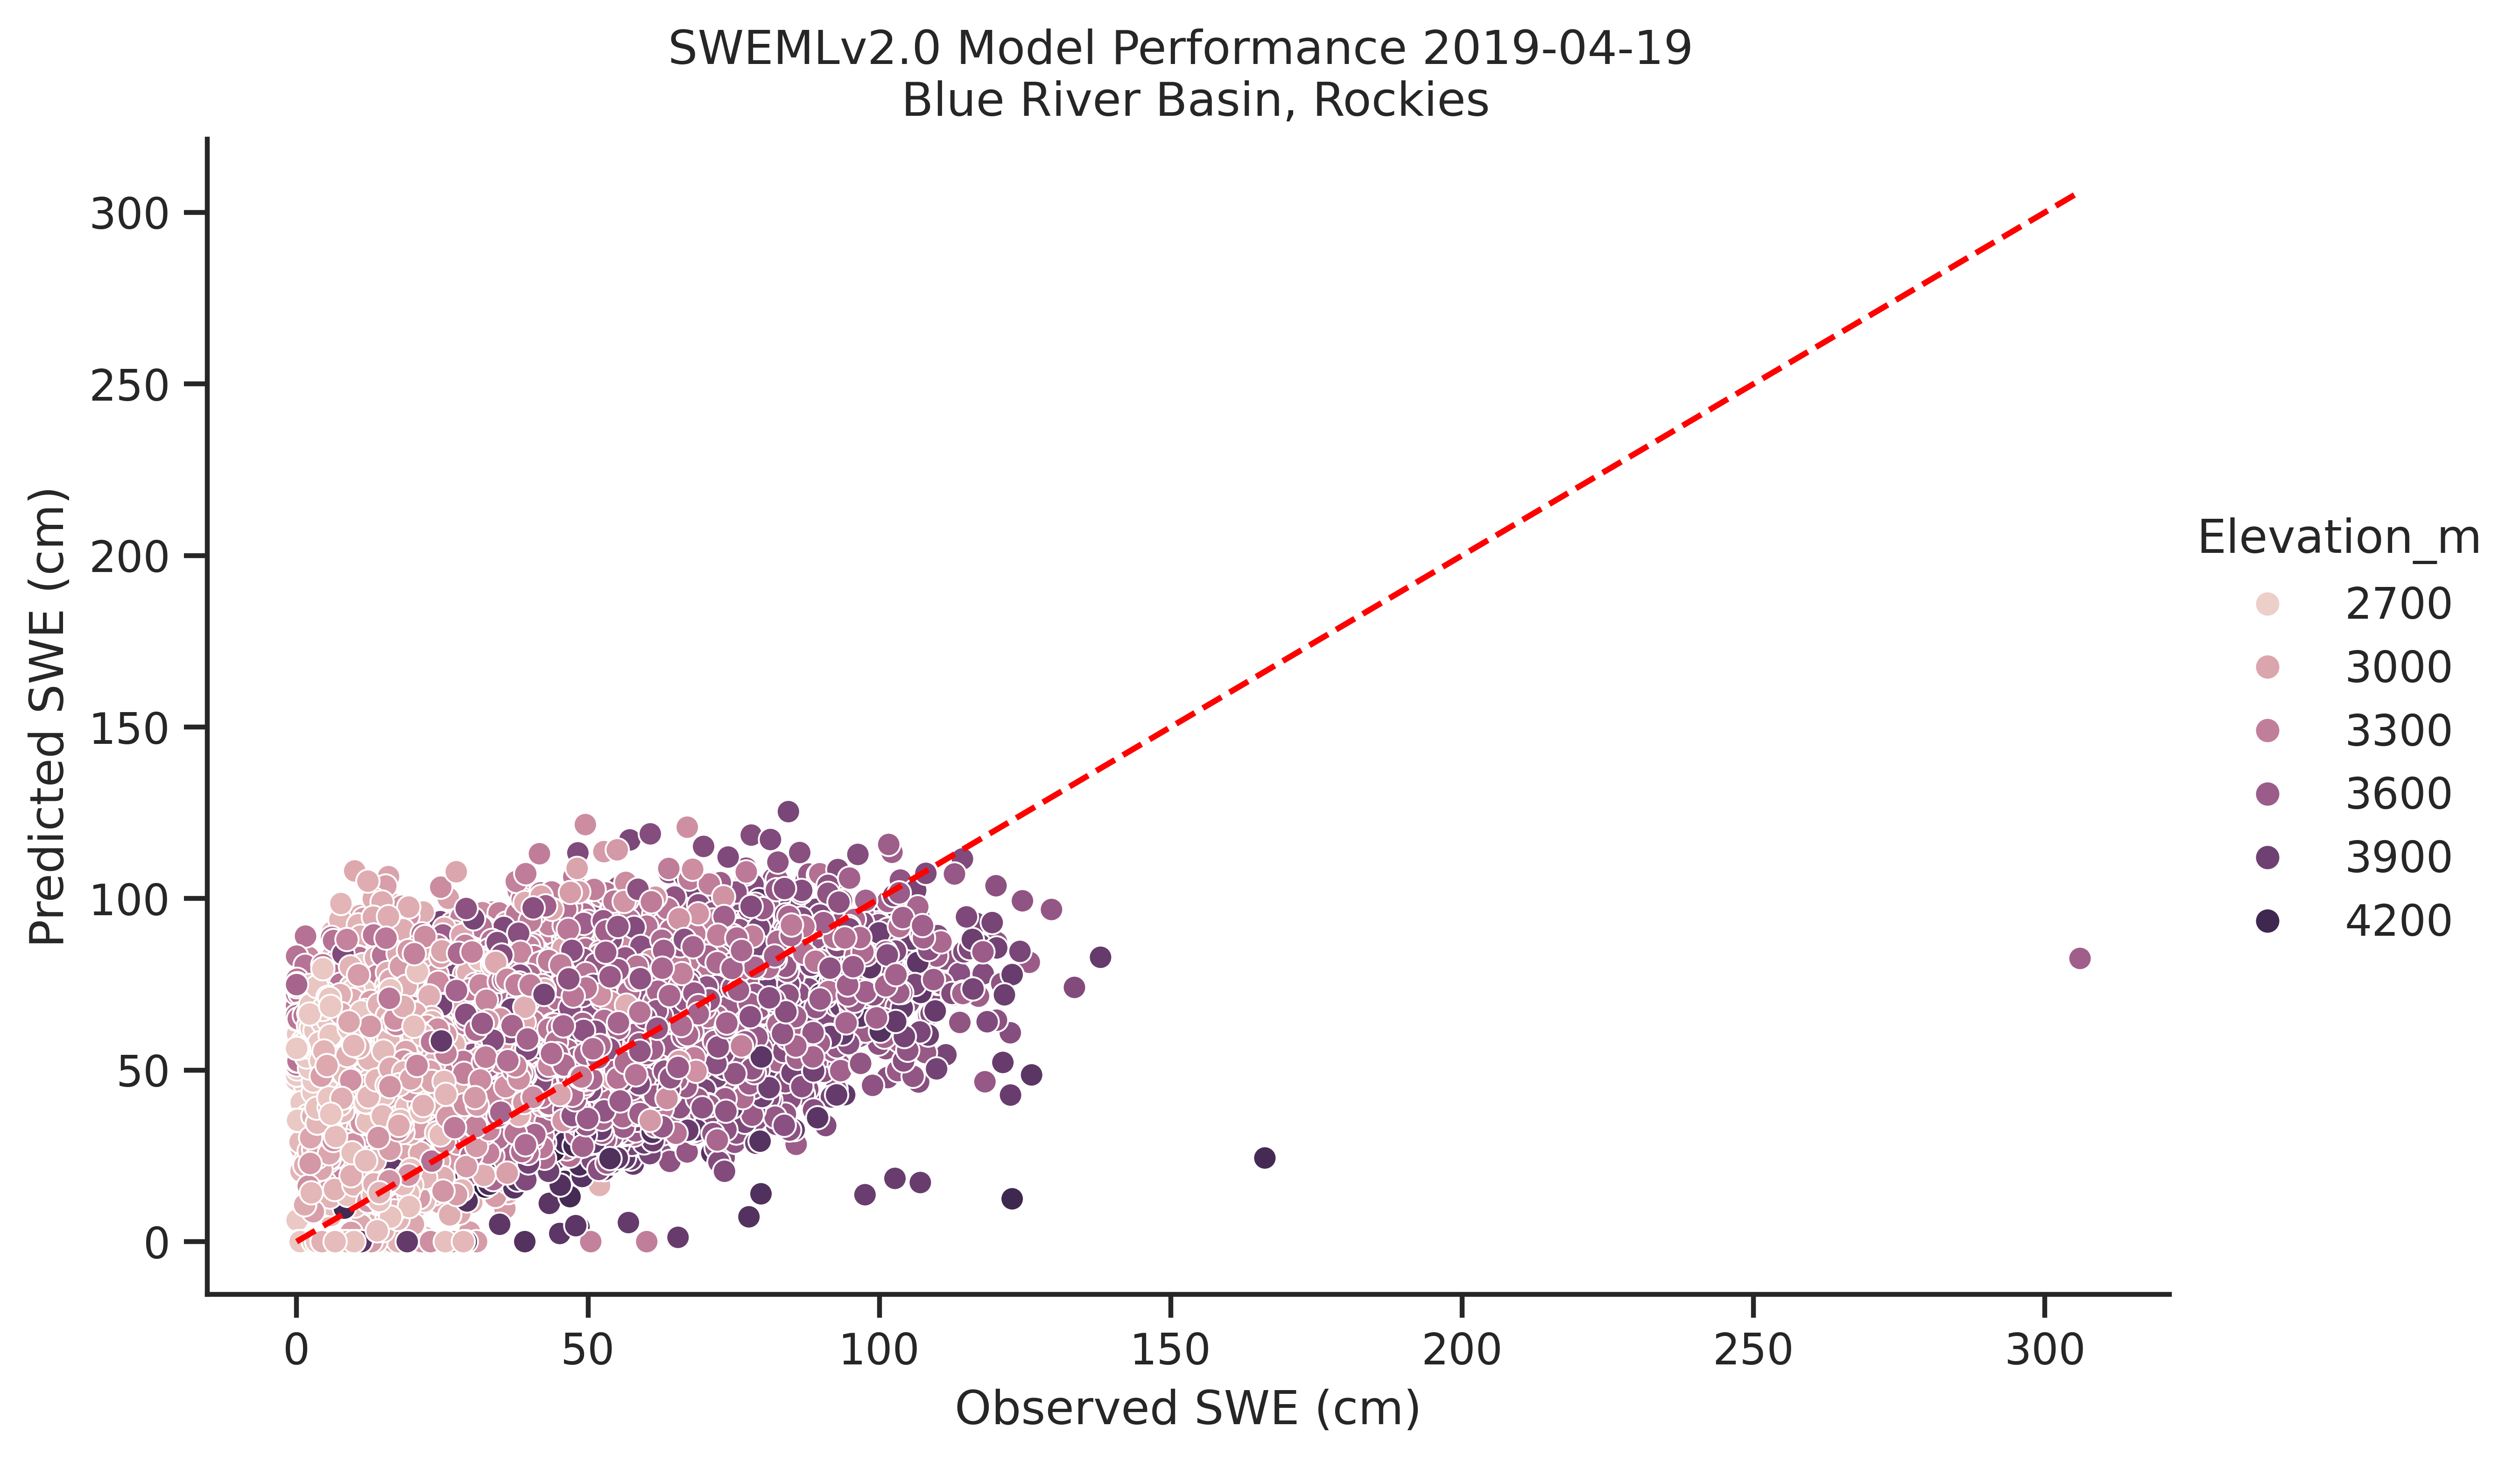 SWEMLv2.0 Model Performance 2019-04-19
Blue River Basin, Rockies
Predicted SWE (cm)
300
250
200
150
100
50
0
0 50 100 150 200 250 300
Observed SWE (cm)
Elevation_m
2700
3000
3300
3600
3900
4200